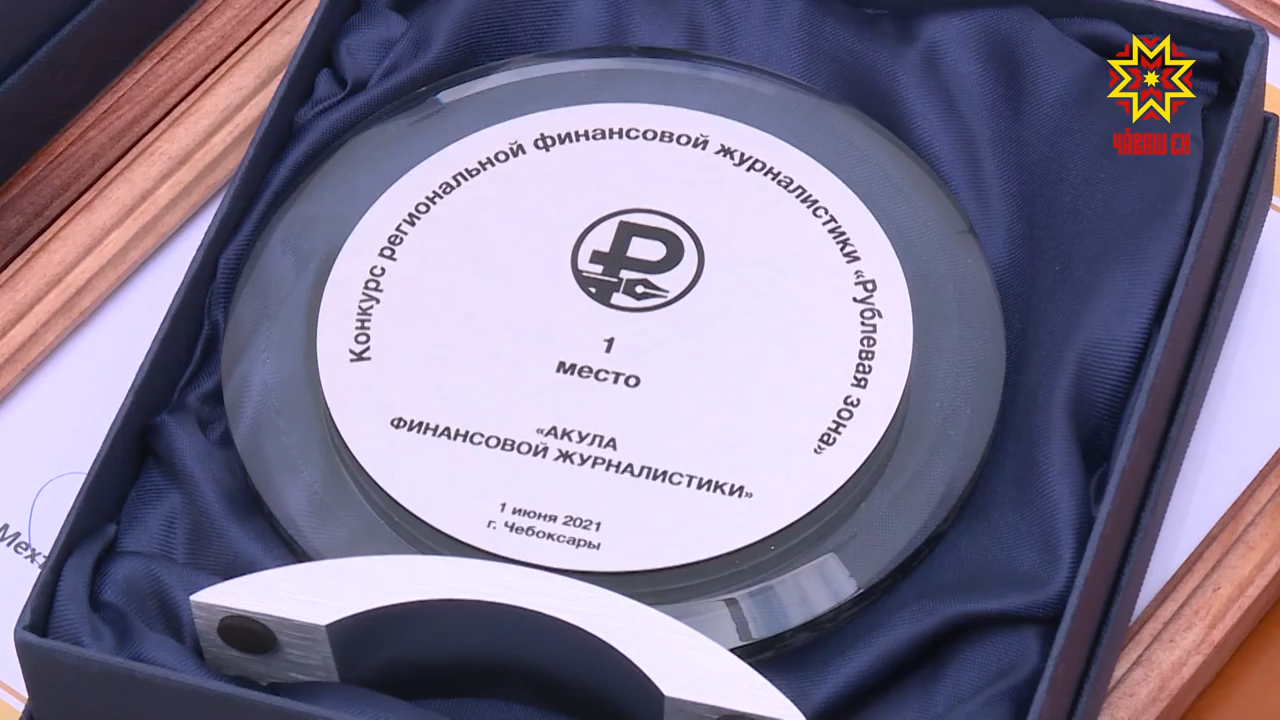 ЧӐВАШ ЕН
Конкурс региональной финансовой журналистики «Рублевая зона»
1
место
«АКУЛА
ФИНАНСОВОЙ ЖУРНАЛИСТИКИ»
1 июня 2021
г. Чебоксары